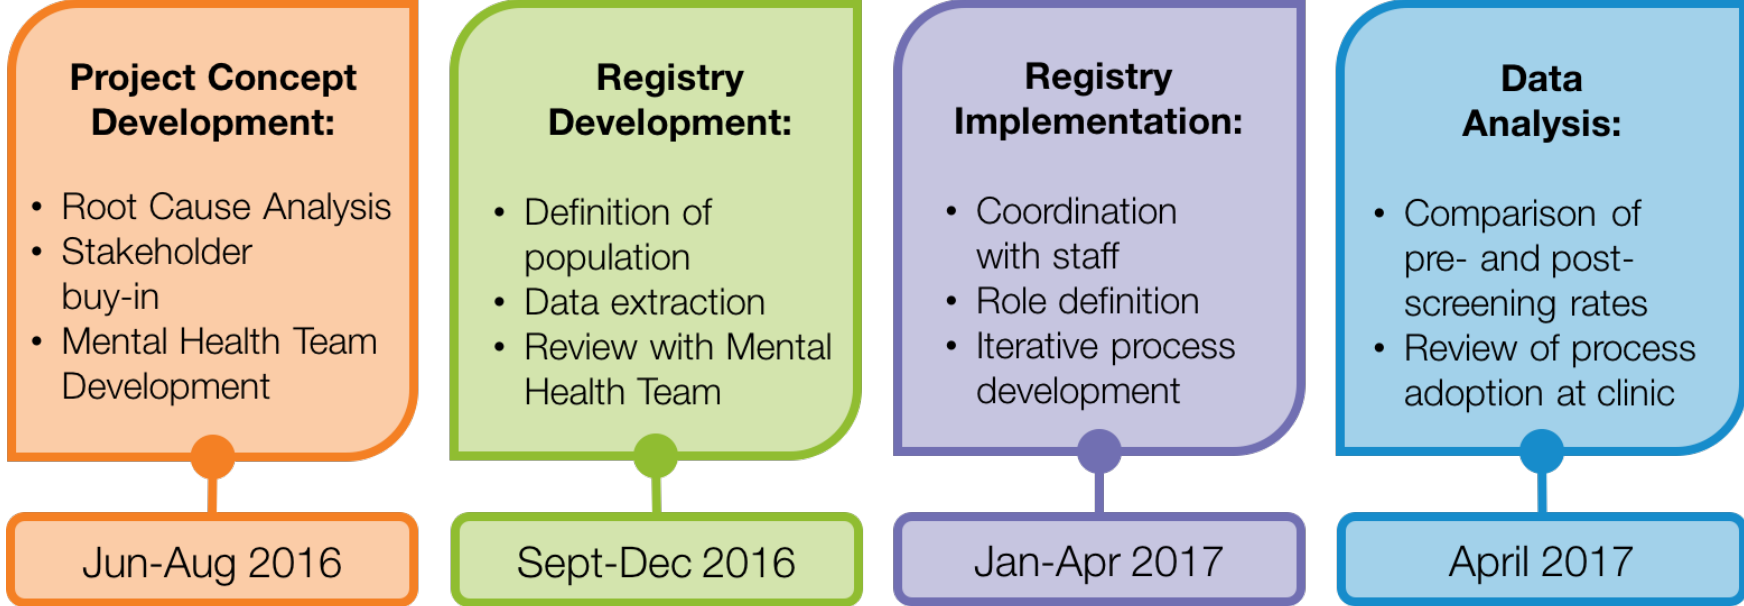 Project Concept
Development:
• Root Cause Analysis
• Stakeholder
buy-in
• Mental Health Team
Development
Jun-Aug 2016
Registry
Development:
• Definition of
population
• Data extraction
• Review with Mental
Health Team
Sept-Dec 2016
Registry
Implementation:
• Coordination
with staff
• Role definition
• Iterative process
development
Jan-Apr 2017
Data
Analysis:
• Comparison of
pre- and post-
screening rates
• Review of process
adoption at clinic
April 2017